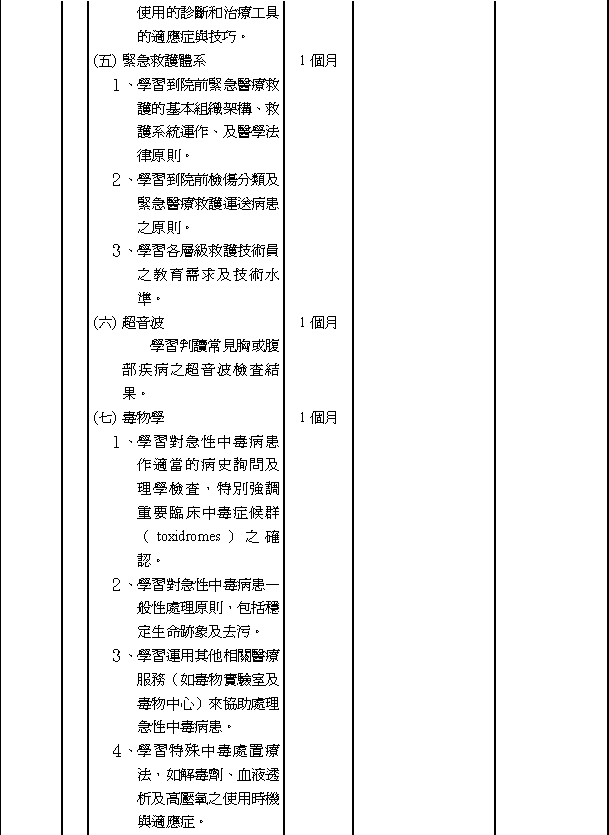 使用的診斷和治療工具
的適應症與技巧。
(五) 緊急救護體系 1個月
1、學習到院前緊急醫療救
護的基本組織架構、救
護系統運作、及醫學法
律原則。
2、學習到院前檢傷分類及
緊急醫療救護運送病患
之原則。
3、學習各層級救護技術員
之教育需求及技術水
準。
(六) 超音波 1個月
學習判讀常見胸或腹
部疾病之超音波檢查結
果。
(七) 毒物學 1個月
1、學習對急性中毒病患
作適當的病史詢問及
理學檢查，特別強調
重要臨床中毒症候群
（toxidromes）之確
認。
2、學習對急性中毒病患一
般性處理原則，包括穩
定生命跡象及去污。
3、學習運用其他相關醫療
服務（如毒物實驗室及
毒物中心）來協助處理
急性中毒病患。
4、學習特殊中毒處置療
法，如解毒劑、血液透
析及高壓氧之使用時機
與適應症。